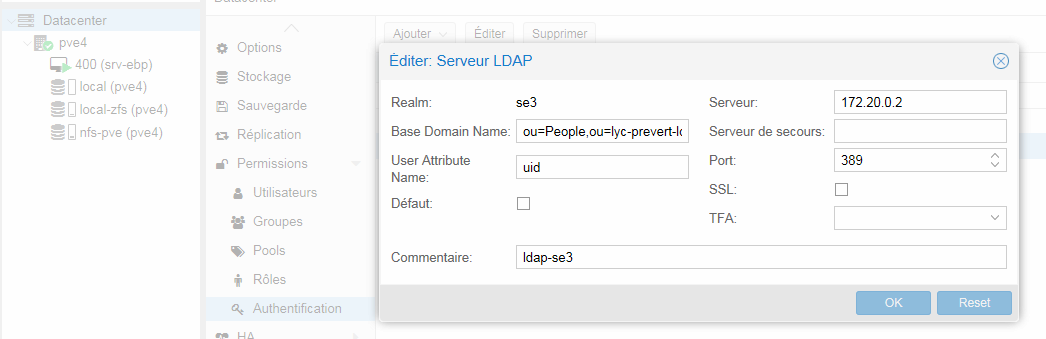 Datacenter
pve4
400 (srv-ebp)
local (pve4)
local-zfs (pve4)
nfs-pve (pve4)
Datacenter
Options
Stockage
Sauvegarde
Réplication
Permissions
Utilisateurs
Groupes
Pools
Rôles
Authentification
HA
Ajouter Éditer Supprimer
Éditer: Serveur LDAP
Realm: se3
Base Domain Name: ou=People,ou=lyc-prevert-lo
User Attribute
Name: uid
Défaut:
Serveur: 172.20.0.2
Serveur de secours:
Port: 389
SSL:
TFA:
Commentaire: ldap-se3
OK Reset